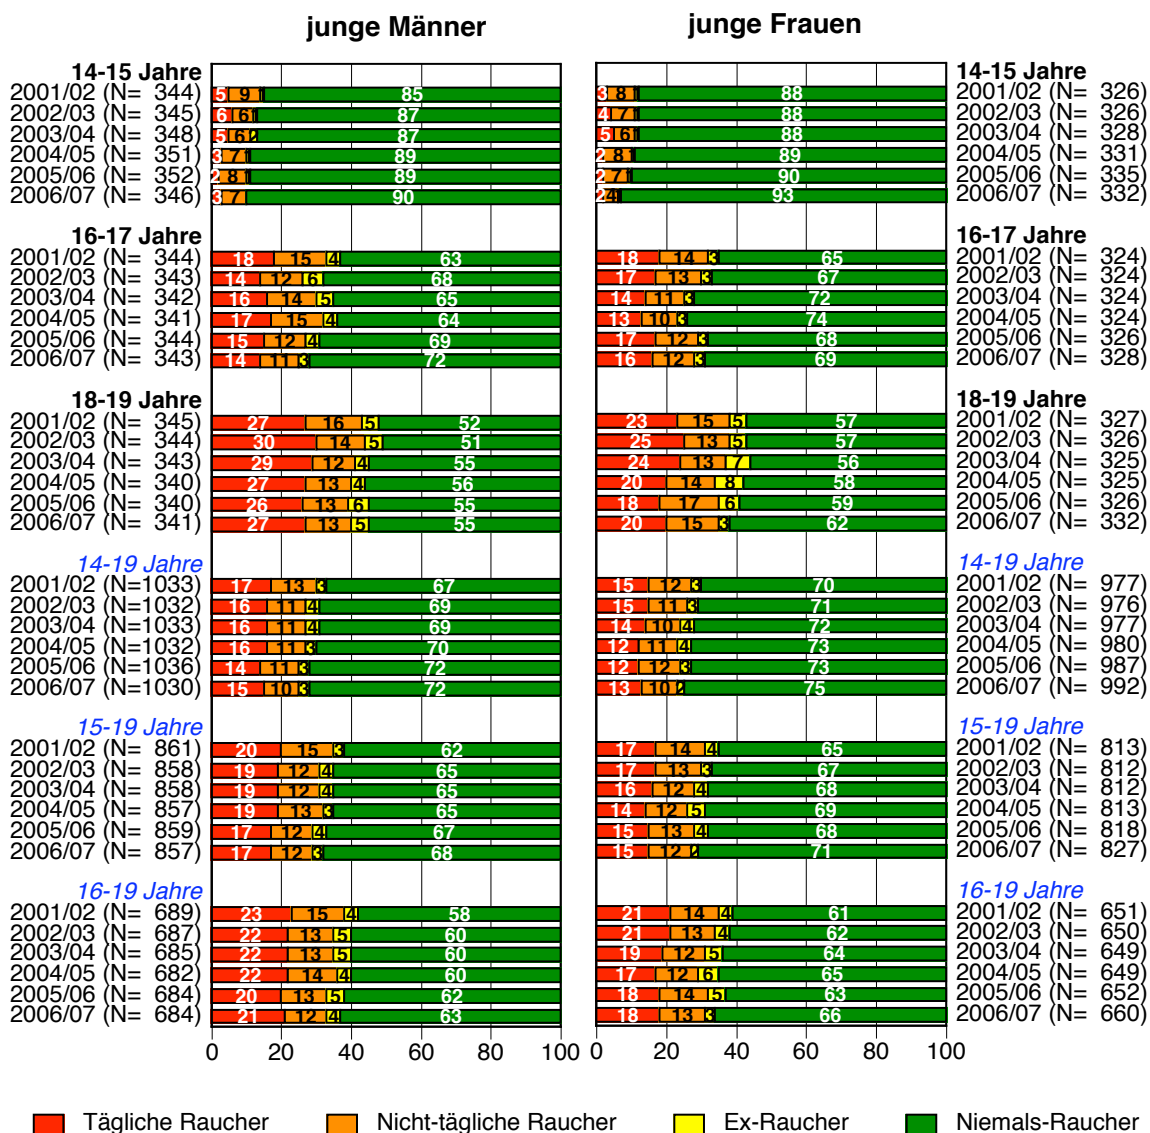 junge Männer junge Frauen
14-15 Jahre 14-15 Jahre
2001/02 (N= 344) 5 9 1 85 3 8 1 88 2001/02 (N= 326)
2002/03 (N= 345) 6 6 1 87 4 7 1 88 2002/03 (N= 326)
2003/04 (N= 348) 5 6 2 87 5 6 1 88 2003/04 (N= 328)
2004/05 (N= 351) 3 7 1 89 2 8 1 89 2004/05 (N= 331)
2005/06 (N= 352) 2 8 1 89 2 7 1 90 2005/06 (N= 335)
2006/07 (N= 346) 3 7 90 2 4 93 2006/07 (N= 332)
16-17 Jahre 16-17 Jahre
2001/02 (N= 344) 18 15 4 63 18 14 3 65 2001/02 (N= 324)
2002/03 (N= 343) 14 12 6 68 17 13 3 67 2002/03 (N= 324)
2003/04 (N= 342) 16 14 5 65 14 11 3 72 2003/04 (N= 324)
2004/05 (N= 341) 17 15 4 64 13 10 3 74 2004/05 (N= 324)
2005/06 (N= 344) 15 12 4 69 17 12 3 68 2005/06 (N= 326)
2006/07 (N= 343) 14 11 3 72 16 12 3 69 2006/07 (N= 328)
18-19 Jahre 18-19 Jahre
2001/02 (N= 345) 27 16 5 52 23 15 5 57 2001/02 (N= 327)
2002/03 (N= 344) 30 14 5 51 25 13 5 57 2002/03 (N= 326)
2003/04 (N= 343) 29 12 4 55 24 13 7 56 2003/04 (N= 325)
2004/05 (N= 340) 27 13 4 56 20 14 8 58 2004/05 (N= 325)
2005/06 (N= 340) 26 13 6 55 18 17 6 59 2005/06 (N= 326)
2006/07 (N= 341) 27 13 5 55 20 15 3 62 2006/07 (N= 332)
14-19 Jahre 14-19 Jahre
2001/02 (N=1033) 17 13 3 67 15 12 3 70 2001/02 (N= 977)
2002/03 (N=1032) 16 11 4 69 15 11 3 71 2002/03 (N= 976)
2003/04 (N=1033) 16 11 4 69 14 10 4 72 2003/04 (N= 977)
2004/05 (N=1032) 16 11 3 70 12 11 4 73 2004/05 (N= 980)
2005/06 (N=1036) 14 11 3 72 12 12 3 73 2005/06 (N= 987)
2006/07 (N=1030) 15 10 3 72 13 10 2 75 2006/07 (N= 992)
15-19 Jahre 15-19 Jahre
2001/02 (N= 861) 20 15 3 62 17 14 4 65 2001/02 (N= 813)
2002/03 (N= 858) 19 12 4 65 17 13 3 67 2002/03 (N= 812)
2003/04 (N= 858) 19 12 4 65 16 12 4 68 2003/04 (N= 812)
2004/05 (N= 857) 19 13 3 65 14 12 5 69 2004/05 (N= 813)
2005/06 (N= 859) 17 12 4 67 15 13 4 68 2005/06 (N= 818)
2006/07 (N= 857) 17 12 3 68 15 12 2 71 2006/07 (N= 827)
16-19 Jahre 16-19 Jahre
2001/02 (N= 689) 23 15 4 58 21 14 4 61 2001/02 (N= 651)
2002/03 (N= 687) 22 13 5 60 21 13 4 62 2002/03 (N= 650)
2003/04 (N= 685) 22 13 5 60 19 12 5 64 2003/04 (N= 649)
2004/05 (N= 682) 22 14 4 60 17 12 6 65 2004/05 (N= 649)
2005/06 (N= 684) 20 13 5 62 18 14 5 63 2005/06 (N= 652)
2006/07 (N= 684) 21 12 4 63 18 13 3 66 2006/07 (N= 660)
0 20 40 60 80 100 0 20 40 60 80 100
Tägliche Raucher Nicht-tägliche Raucher Ex-Raucher Niemals-Raucher